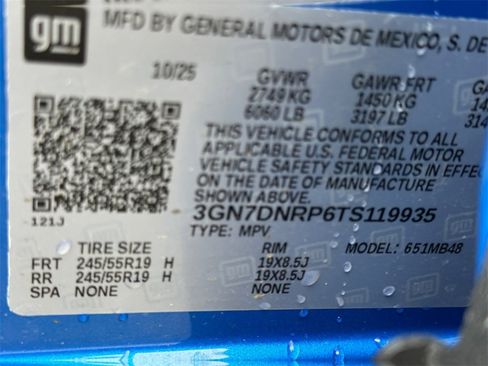 gm
MFD BY GENERAL MOTORS DE MEXICO, S. DE
10/25 GVWR GAWR FRT
2749 KG 1450 KG
6060 LB 3197 LB
THIS VEHICLE CONFORMS TO ALL
APPLICABLE U.S. FEDERAL MOTOR
VEHICLE SAFETY STANDARDS IN EFFEC
ON THE DATE OF MANUFACTURE
SHOWN ABOVE.
3GN7DNRP6TS119935
121J
TYPE: MPV MODEL: 651MB48
TIRE SIZE RIM
FRT 245/55R19 H 19X8.5J
RR 245/55R19 H 19X8.5J
SPA NONE NONE